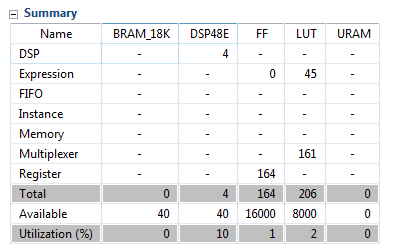 Summary
Name BRAM_18K DSP48E FF LUT URAM
DSP - 4 - - -
Expression - - 0 45 -
FIFO - - - - -
Instance - - - - -
Memory - - - - -
Multiplexer - - - 161 -
Register - - 164 - -
Total 0 4 164 206 0
Available 40 40 16000 8000 0
Utilization (%) 0 10 1 2 0